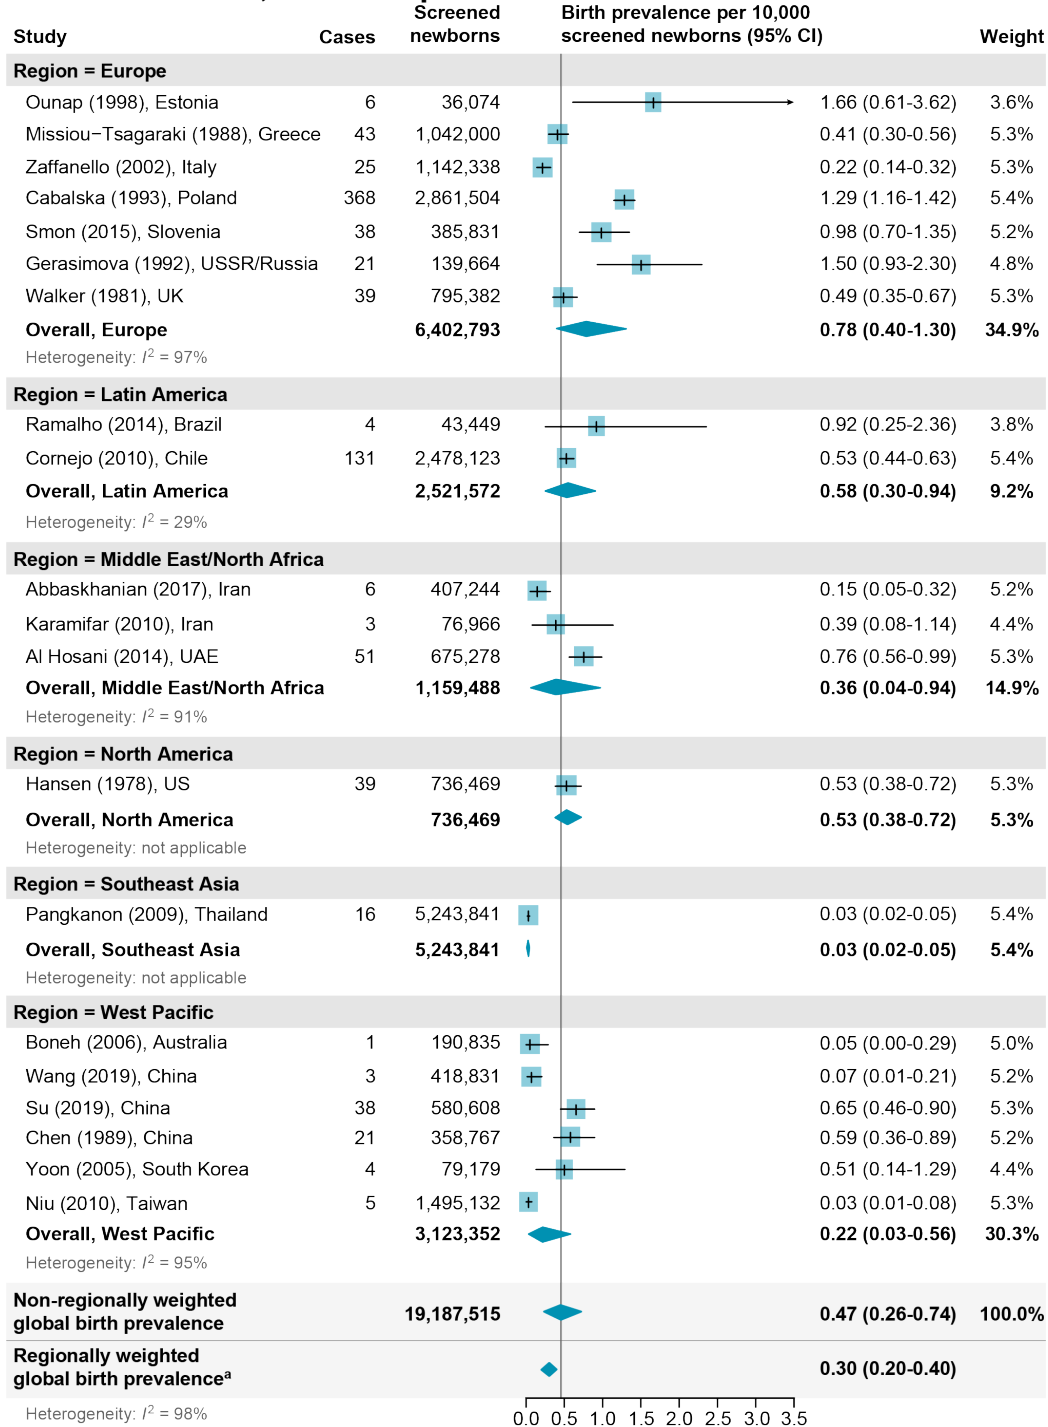 Screened Birth prevalence per 10,000
Study Cases newborns screened newborns (95% CI) Weight
Region = Europe
Ounap (1998), Estonia 6 36,074 1.66 (0.61-3.62) 3.6%
Missiou−Tsagaraki (1988), Greece 43 1,042,000 0.41 (0.30-0.56) 5.3%
Zaffanello (2002), Italy 25 1,142,338 0.22 (0.14-0.32) 5.3%
Cabalska (1993), Poland 368 2,861,504 1.29 (1.16-1.42) 5.4%
Smon (2015), Slovenia 38 385,831 0.98 (0.70-1.35) 5.2%
Gerasimova (1992), USSR/Russia 21 139,664 1.50 (0.93-2.30) 4.8%
Walker (1981), UK 39 795,382 0.49 (0.35-0.67) 5.3%
Overall, Europe 6,402,793 0.78 (0.40-1.30) 34.9%
Heterogeneity: I² = 97%
Region = Latin America
Ramalho (2014), Brazil 4 43,449 0.92 (0.25-2.36) 3.8%
Cornejo (2010), Chile 131 2,478,123 0.53 (0.44-0.63) 5.4%
Overall, Latin America 2,521,572 0.58 (0.30-0.94) 9.2%
Heterogeneity: I² = 29%
Region = Middle East/North Africa
Abbaskhanian (2017), Iran 6 407,244 0.15 (0.05-0.32) 5.2%
Karamifar (2010), Iran 3 76,966 0.39 (0.08-1.14) 4.4%
Al Hosani (2014), UAE 51 675,278 0.76 (0.56-0.99) 5.3%
Overall, Middle East/North Africa 1,159,488 0.36 (0.04-0.94) 14.9%
Heterogeneity: I² = 91%
Region = North America
Hansen (1978), US 39 736,469 0.53 (0.38-0.72) 5.3%
Overall, North America 736,469 0.53 (0.38-0.72) 5.3%
Heterogeneity: not applicable
Region = Southeast Asia
Pangkanon (2009), Thailand 16 5,243,841 0.03 (0.02-0.05) 5.4%
Overall, Southeast Asia 5,243,841 0.03 (0.02-0.05) 5.4%
Heterogeneity: not applicable
Region = West Pacific
Boneh (2006), Australia 1 190,835 0.05 (0.00-0.29) 5.0%
Wang (2019), China 3 418,831 0.07 (0.01-0.21) 5.2%
Su (2019), China 38 580,608 0.65 (0.46-0.90) 5.3%
Chen (1989), China 21 358,767 0.59 (0.36-0.89) 5.2%
Yoon (2005), South Korea 4 79,179 0.51 (0.14-1.29) 4.4%
Niu (2010), Taiwan 5 1,495,132 0.03 (0.01-0.08) 5.3%
Overall, West Pacific 3,123,352 0.22 (0.03-0.56) 30.3%
Heterogeneity: I² = 95%
Non-regionally weighted
global birth prevalence 19,187,515 0.47 (0.26-0.74) 100.0%
Regionally weighted
global birth prevalenceᵃ 0.30 (0.20-0.40)
Heterogeneity: I² = 98%
0.0 0.5 1.0 1.5 2.0 2.5 3.0 3.5